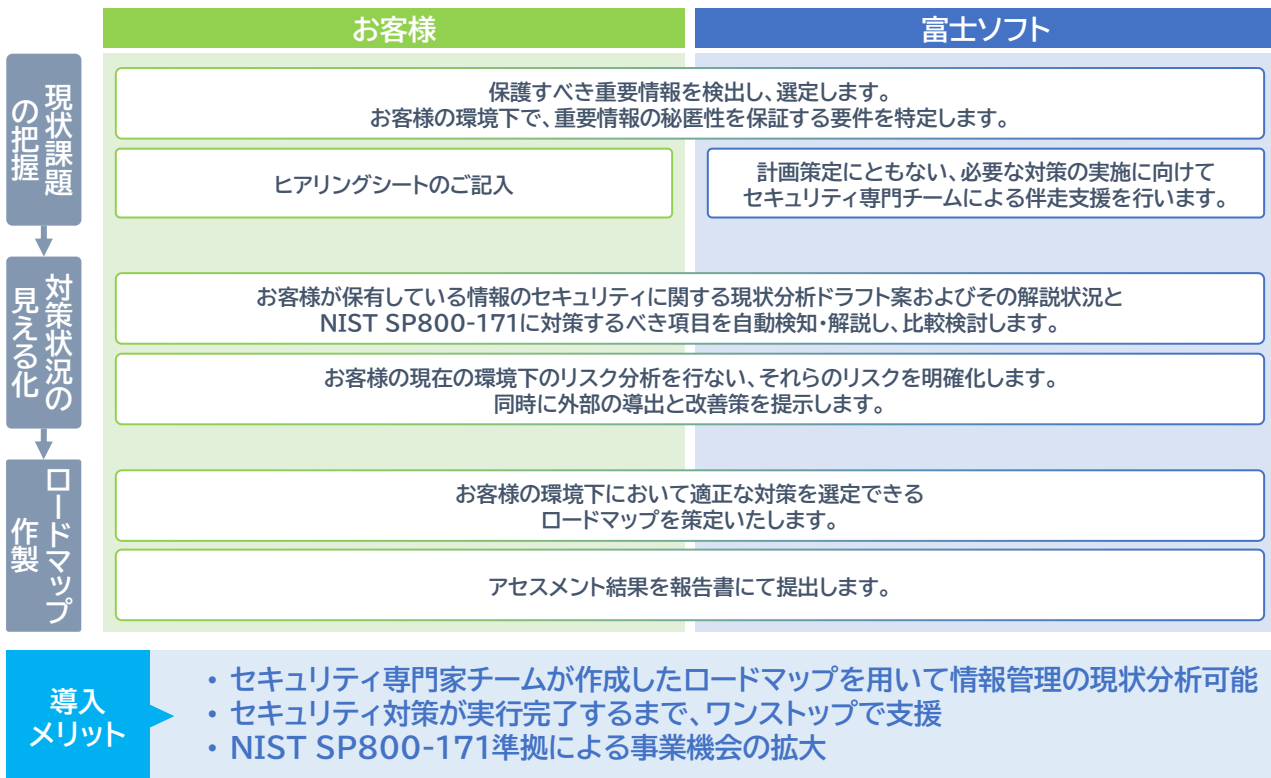 お客様
富士ソフト
現状課題
の把握
保護すべき重要情報を検出し、選定します。
お客様の環境下で、重要情報の秘匿性を保証する要件を特定します。
ヒアリングシートのご記入
計画策定にともない、必要な対策の実施に向けて
セキュリティ専門チームによる伴走支援を行います。
対策状況の
見える化
お客様が保有している情報のセキュリティに関する現状分析ドラフト案およびその解説状況と
NIST SP800-171に対策するべき項目を自動検知・解説し、比較検討します。
お客様の現在の環境下のリスク分析を行ない、それらのリスクを明確化します。
同時に外部の導出と改善策を提示します。
ロードマップ
作製
お客様の環境下において適正な対策を選定できる
ロードマップを策定いたします。
アセスメント結果を報告書にて提出します。
導入
メリット
・セキュリティ専門家チームが作成したロードマップを用いて情報管理の現状分析可能
・セキュリティ対策が実行完了するまで、ワンストップで支援
・NIST SP800-171準拠による事業機会の拡大